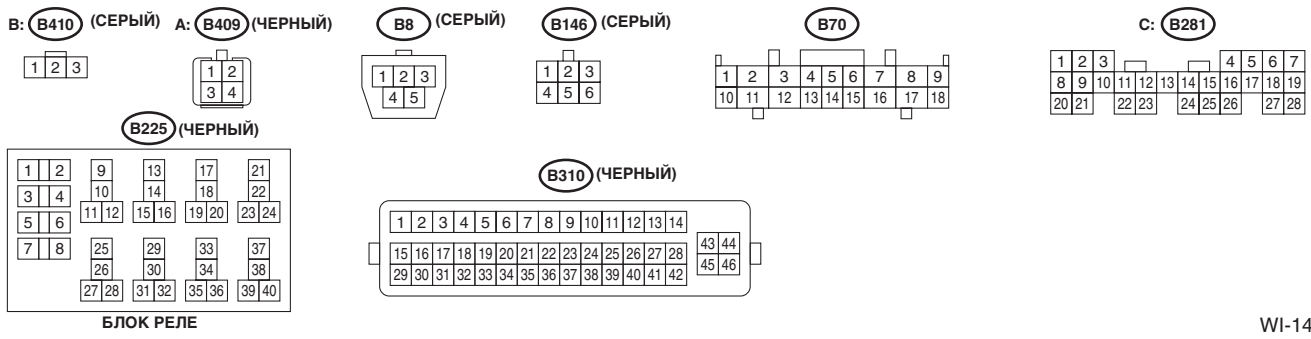 B: B410 (СЕРЫЙ) A: B409 (ЧЕРНЫЙ) B8 (СЕРЫЙ) B146 (СЕРЫЙ) B70 C: B281
1 2 3
1 2
3 4
1 2 3
4 5
1 2 3
4 5 6
1 2 3 4 5 6 7 8 9
10 11 12 13 14 15 16 17 18
1 2 3 4 5 6 7
8 9 10 11 12 13 14 15 16 17 18 19
20 21 22 23 24 25 26 27 28
B225 (ЧЕРНЫЙ)
1 2 9 13 17 21
3 4 10 14 18 22
5 6 11 12 15 16 19 20 23 24
7 8 25 29 33 37
26 30 34 38
27 28 31 32 35 36 39 40
БЛОК РЕЛЕ
B310 (ЧЕРНЫЙ)
1 2 3 4 5 6 7 8 9 10 11 12 13 14
15 16 17 18 19 20 21 22 23 24 25 26 27 28
29 30 31 32 33 34 35 36 37 38 39 40 41 42
43 44
45 46
WI-14